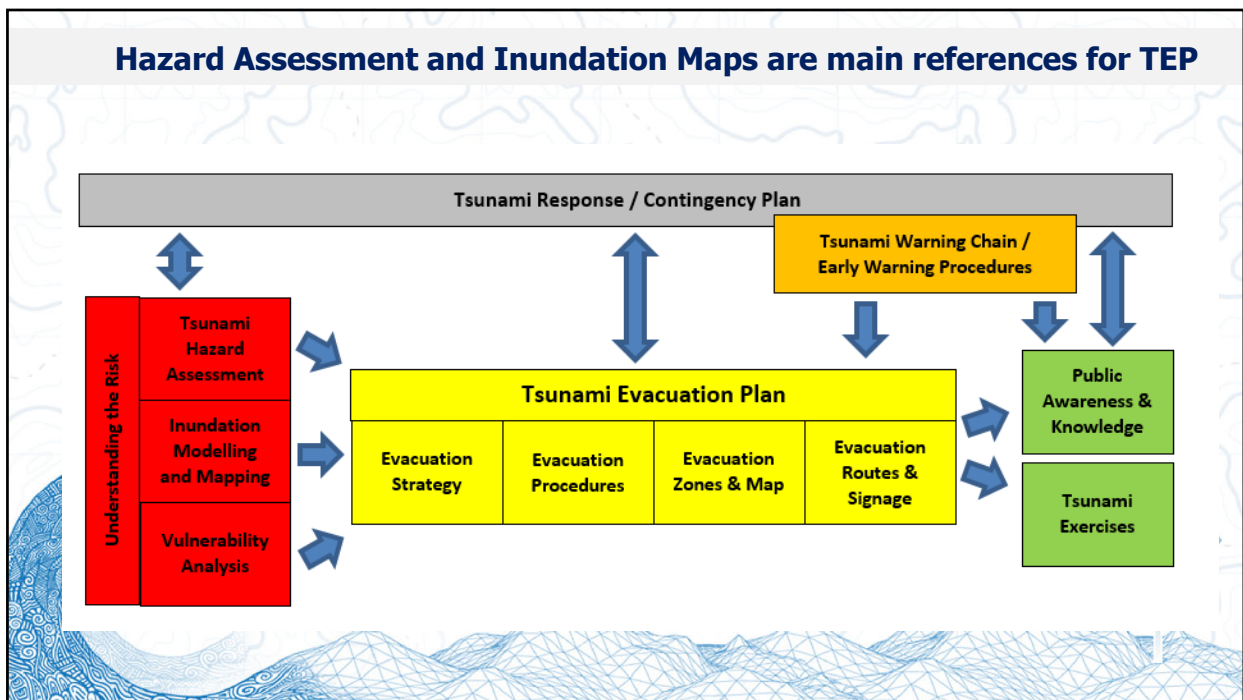 Hazard Assessment and Inundation Maps are main references for TEP
Tsunami Response / Contingency Plan
Tsunami Warning Chain /
Early Warning Procedures
Understanding the Risk
Tsunami
Hazard
Assessment
Inundation
Modelling
and Mapping
Vulnerability
Analysis
Tsunami Evacuation Plan
Evacuation
Strategy
Evacuation
Procedures
Evacuation
Zones & Map
Evacuation
Routes &
Signage
Public
Awareness &
Knowledge
Tsunami
Exercises